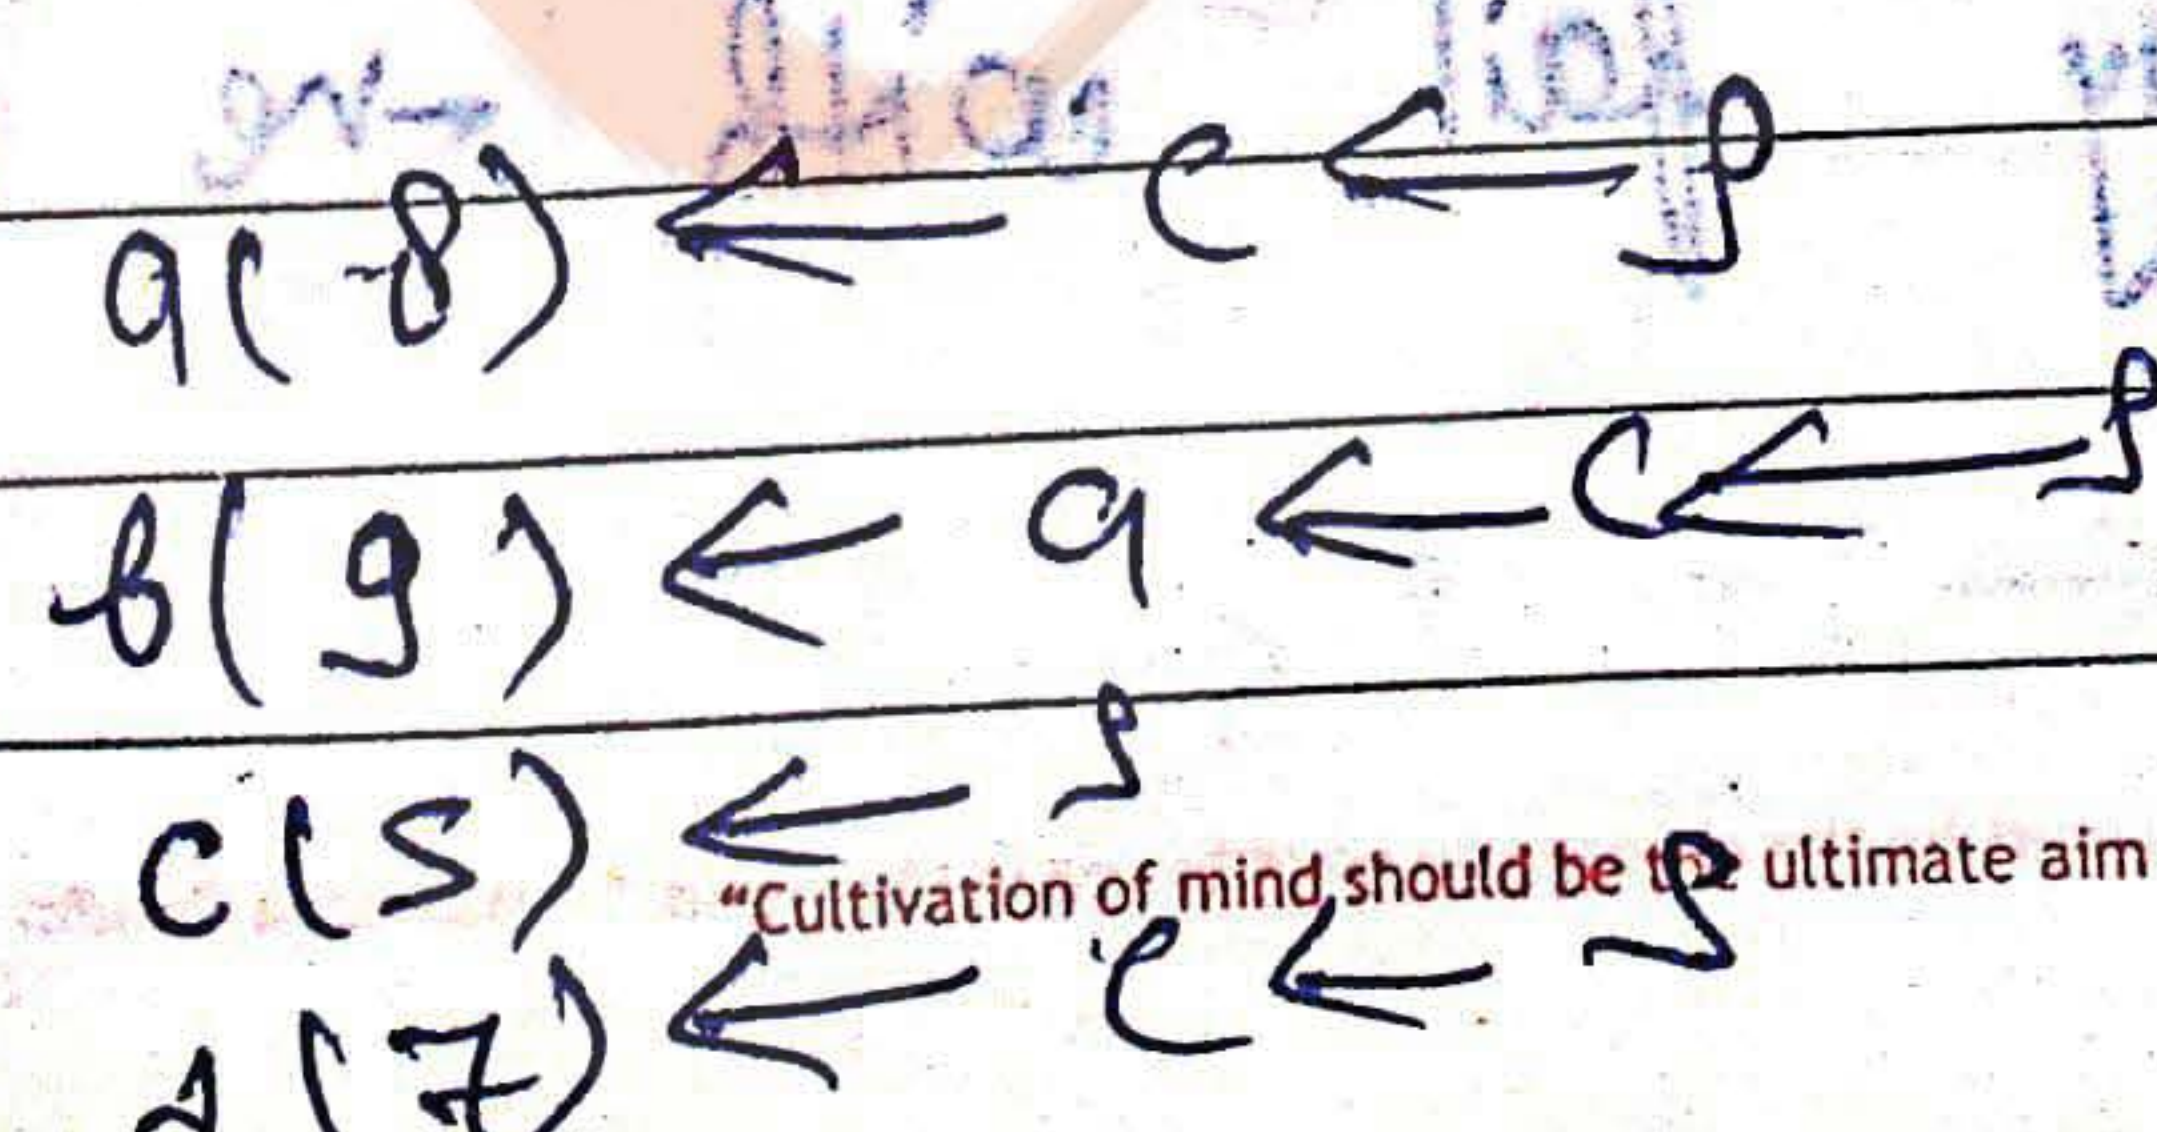 a(8) ← c ← s
b(9) ← a ← c ← s
c(5) ← s
"Cultivation of mind should be the ultimate aim
d(7) ← c ← s